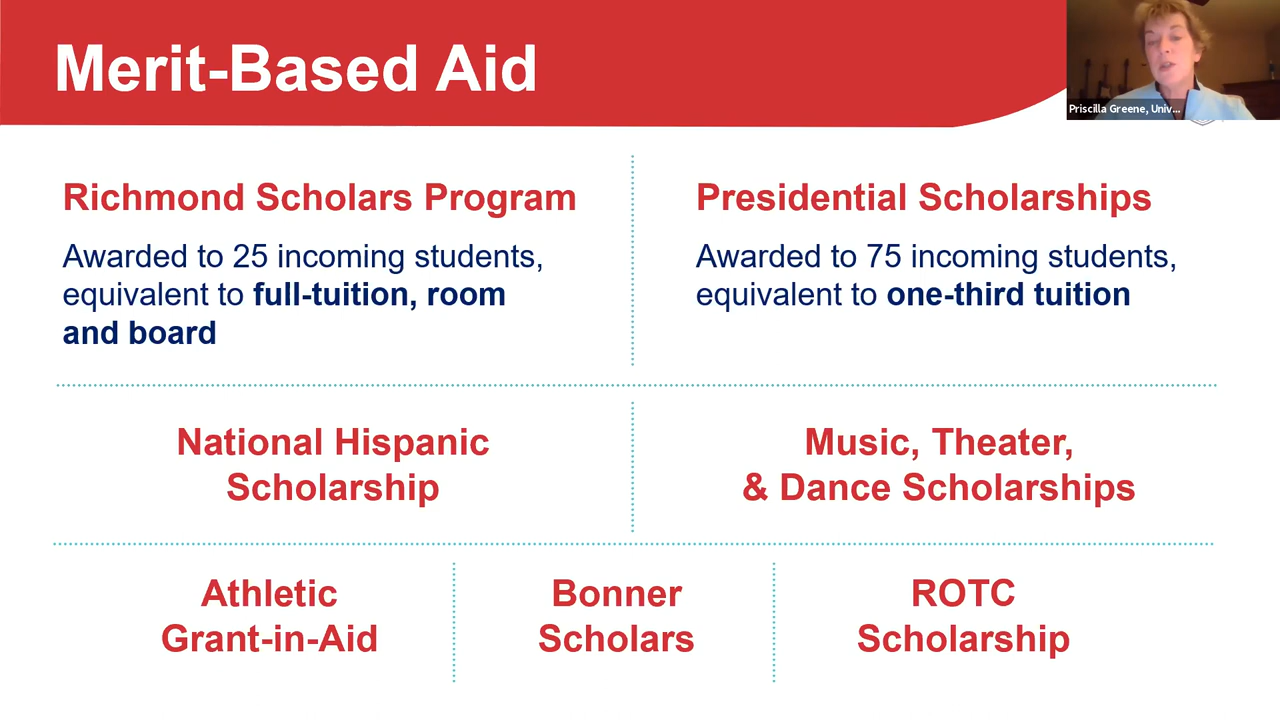 Merit-Based Aid
Priscilla Greene, Univ...
Richmond Scholars Program
Awarded to 25 incoming students,
equivalent to full-tuition, room
and board
Presidential Scholarships
Awarded to 75 incoming students,
equivalent to one-third tuition
National Hispanic
Scholarship
Music, Theater,
& Dance Scholarships
Athletic
Grant-in-Aid
Bonner
Scholars
ROTC
Scholarship